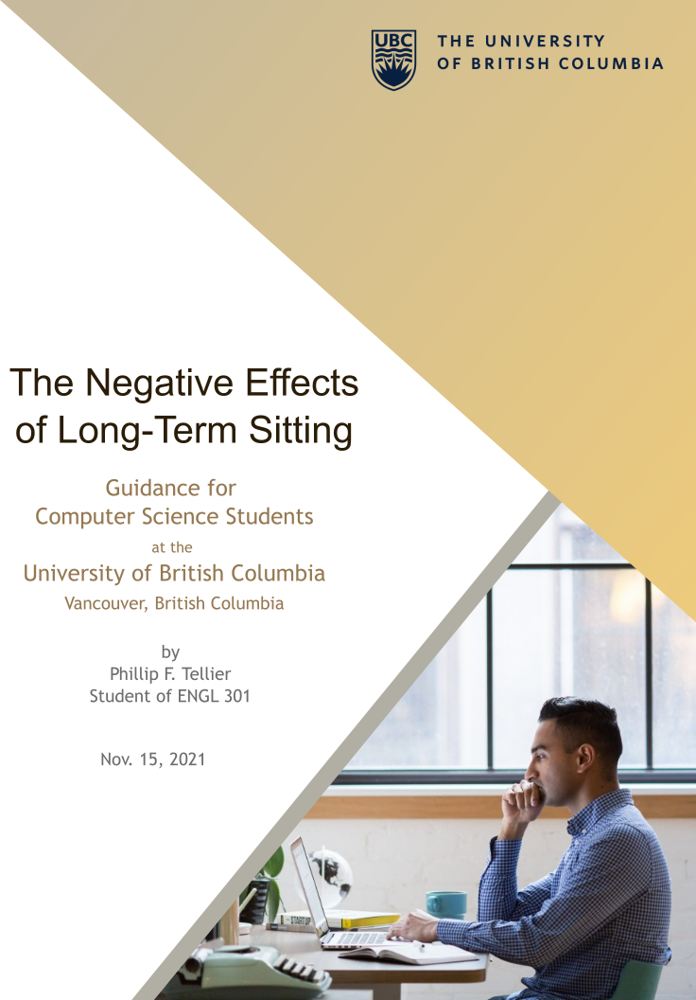 UBC
THE UNIVERSITY
OF BRITISH COLUMBIA
The Negative Effects
of Long-Term Sitting
Guidance for
Computer Science Students
at the
University of British Columbia
Vancouver, British Columbia
by
Phillip F. Tellier
Student of ENGL 301
Nov. 15, 2021
STARTUP